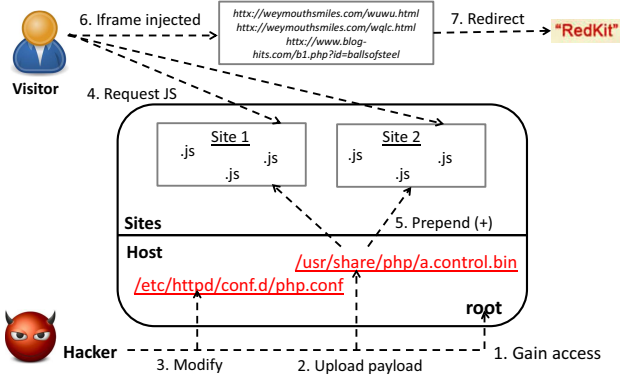 6. Iframe injected
httx://weymouthsmiles.com/wuwu.html
httx://weymouthsmiles.com/wqlc.html
httx://www.blog-
hits.com/b1.php?id=ballsofsteel
7. Redirect
"RedKit"
Visitor
4. Request JS
Site 1
.js
.js
.js
Site 2
.js
.js
.js
Sites
5. Prepend (+)
Host
/usr/share/php/a.control.bin
/etc/httpd/conf.d/php.conf
root
Hacker
3. Modify
2. Upload payload
1. Gain access